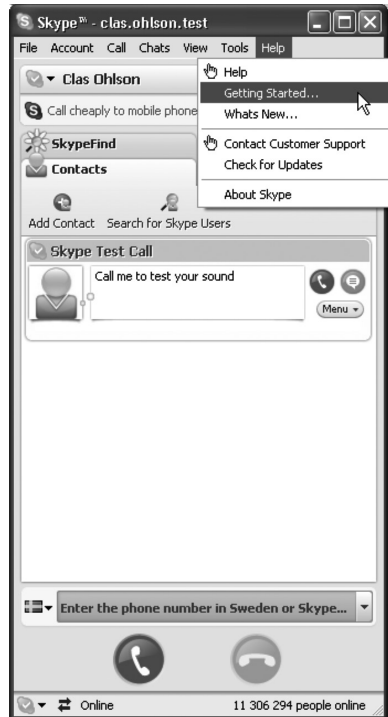 Skype™ - clas.ohlson.test
File Account Call Chats View Tools Help
Clas Ohlson
Help
Getting Started...
Call cheaply to mobile phone
Whats New...
SkypeFind
Contact Customer Support
Contacts
Check for Updates
About Skype
Add Contact Search for Skype Users
Skype Test Call
Call me to test your sound
Menu
Enter the phone number in Sweden or Skype...
Online 11 306 294 people online